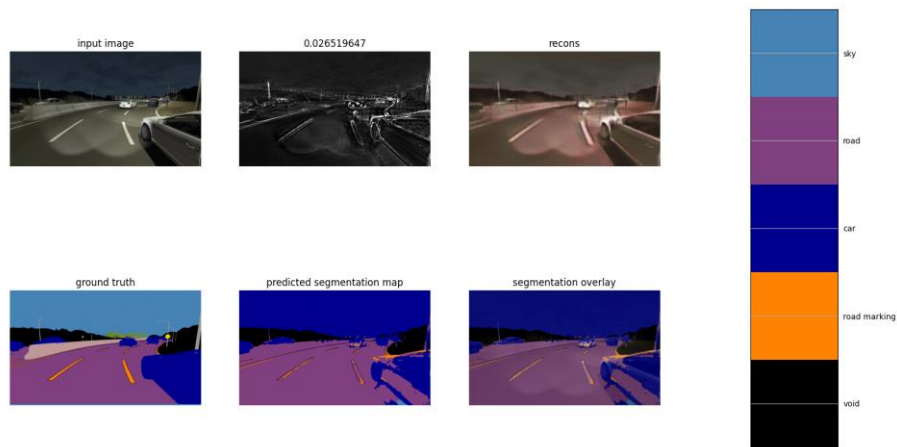 input image
0.026519647
recons
ground truth
predicted segmentation map
segmentation overlay
sky
road
car
road marking
void